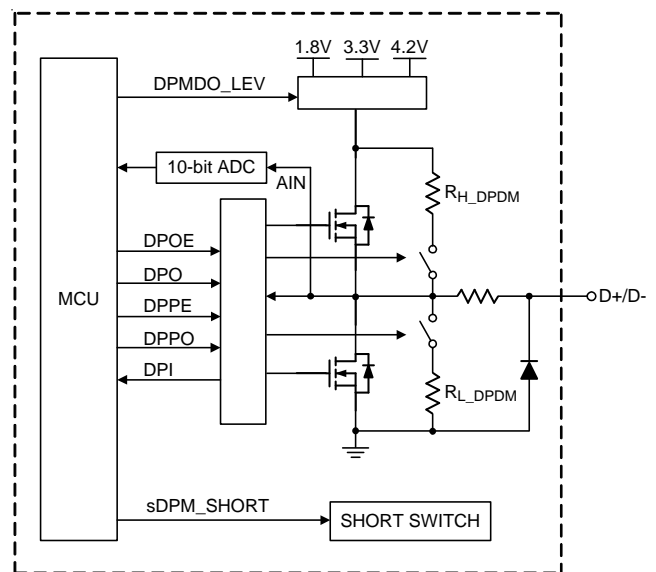 1.8V 3.3V 4.2V
DPMDO_LEV
10-bit ADC
AIN
RH_DPDM
DPOE
DPO
MCU
DPPE
DPPO
DPI
D+/D-
RL_DPDM
sDPM_SHORT
SHORT SWITCH